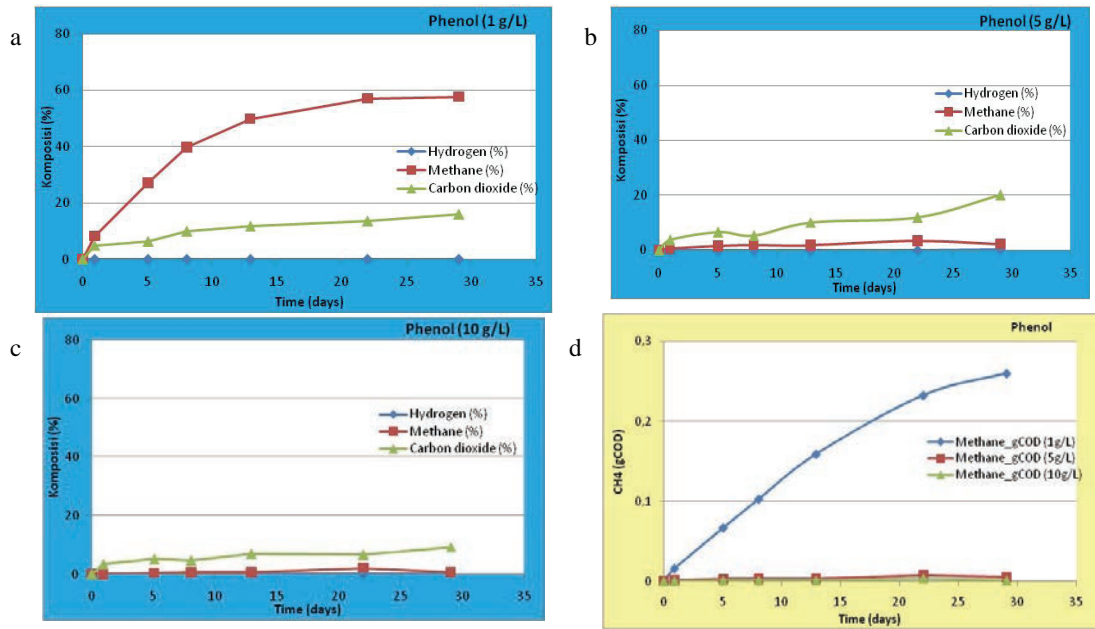 a
Phenol (1 g/L)
80
60
40
20
0
Komposisi (%)
Hydrogen (%)
Methane (%)
Carbon dioxide (%)
0 5 10 15 20 25 30 35
Time (days)
b
Phenol (5 g/L)
80
60
40
20
0
Komposisi (%)
Hydrogen (%)
Methane (%)
Carbon dioxide (%)
0 5 10 15 20 25 30 35
Time (days)
c
Phenol (10 g/L)
80
60
40
20
0
Komposisi (%)
Hydrogen (%)
Methane (%)
Carbon dioxide (%)
0 5 10 15 20 25 30 35
Time (days)
d
Phenol
0,3
0,2
0,1
0
CH4 (gCOD)
Methane_gCOD (1g/L)
Methane_gCOD (5g/L)
Methane_gCOD (10g/L)
0 5 10 15 20 25 30 35
Time (days)